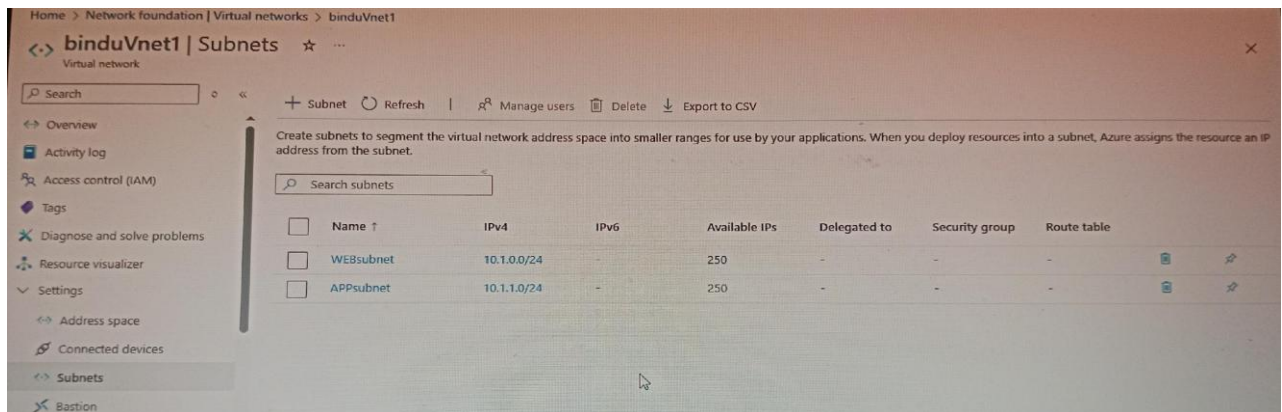 Home > Network foundation | Virtual networks > binduVnet1
binduVnet1 | Subnets ☆ ...
Virtual network
Search
Overview
Activity log
Access control (IAM)
Tags
Diagnose and solve problems
Resource visualizer
Settings
Address space
Connected devices
Subnets
Bastion
+ Subnet Refresh | Manage users Delete Export to CSV
Create subnets to segment the virtual network address space into smaller ranges for use by your applications. When you deploy resources into a subnet, Azure assigns the resource an IP
address from the subnet.
Search subnets
Name ↑ IPv4 IPv6 Available IPs Delegated to Security group Route table
WEBsubnet 10.1.0.0/24 - 250 - - -
APPsubnet 10.1.1.0/24 - 250 - - -